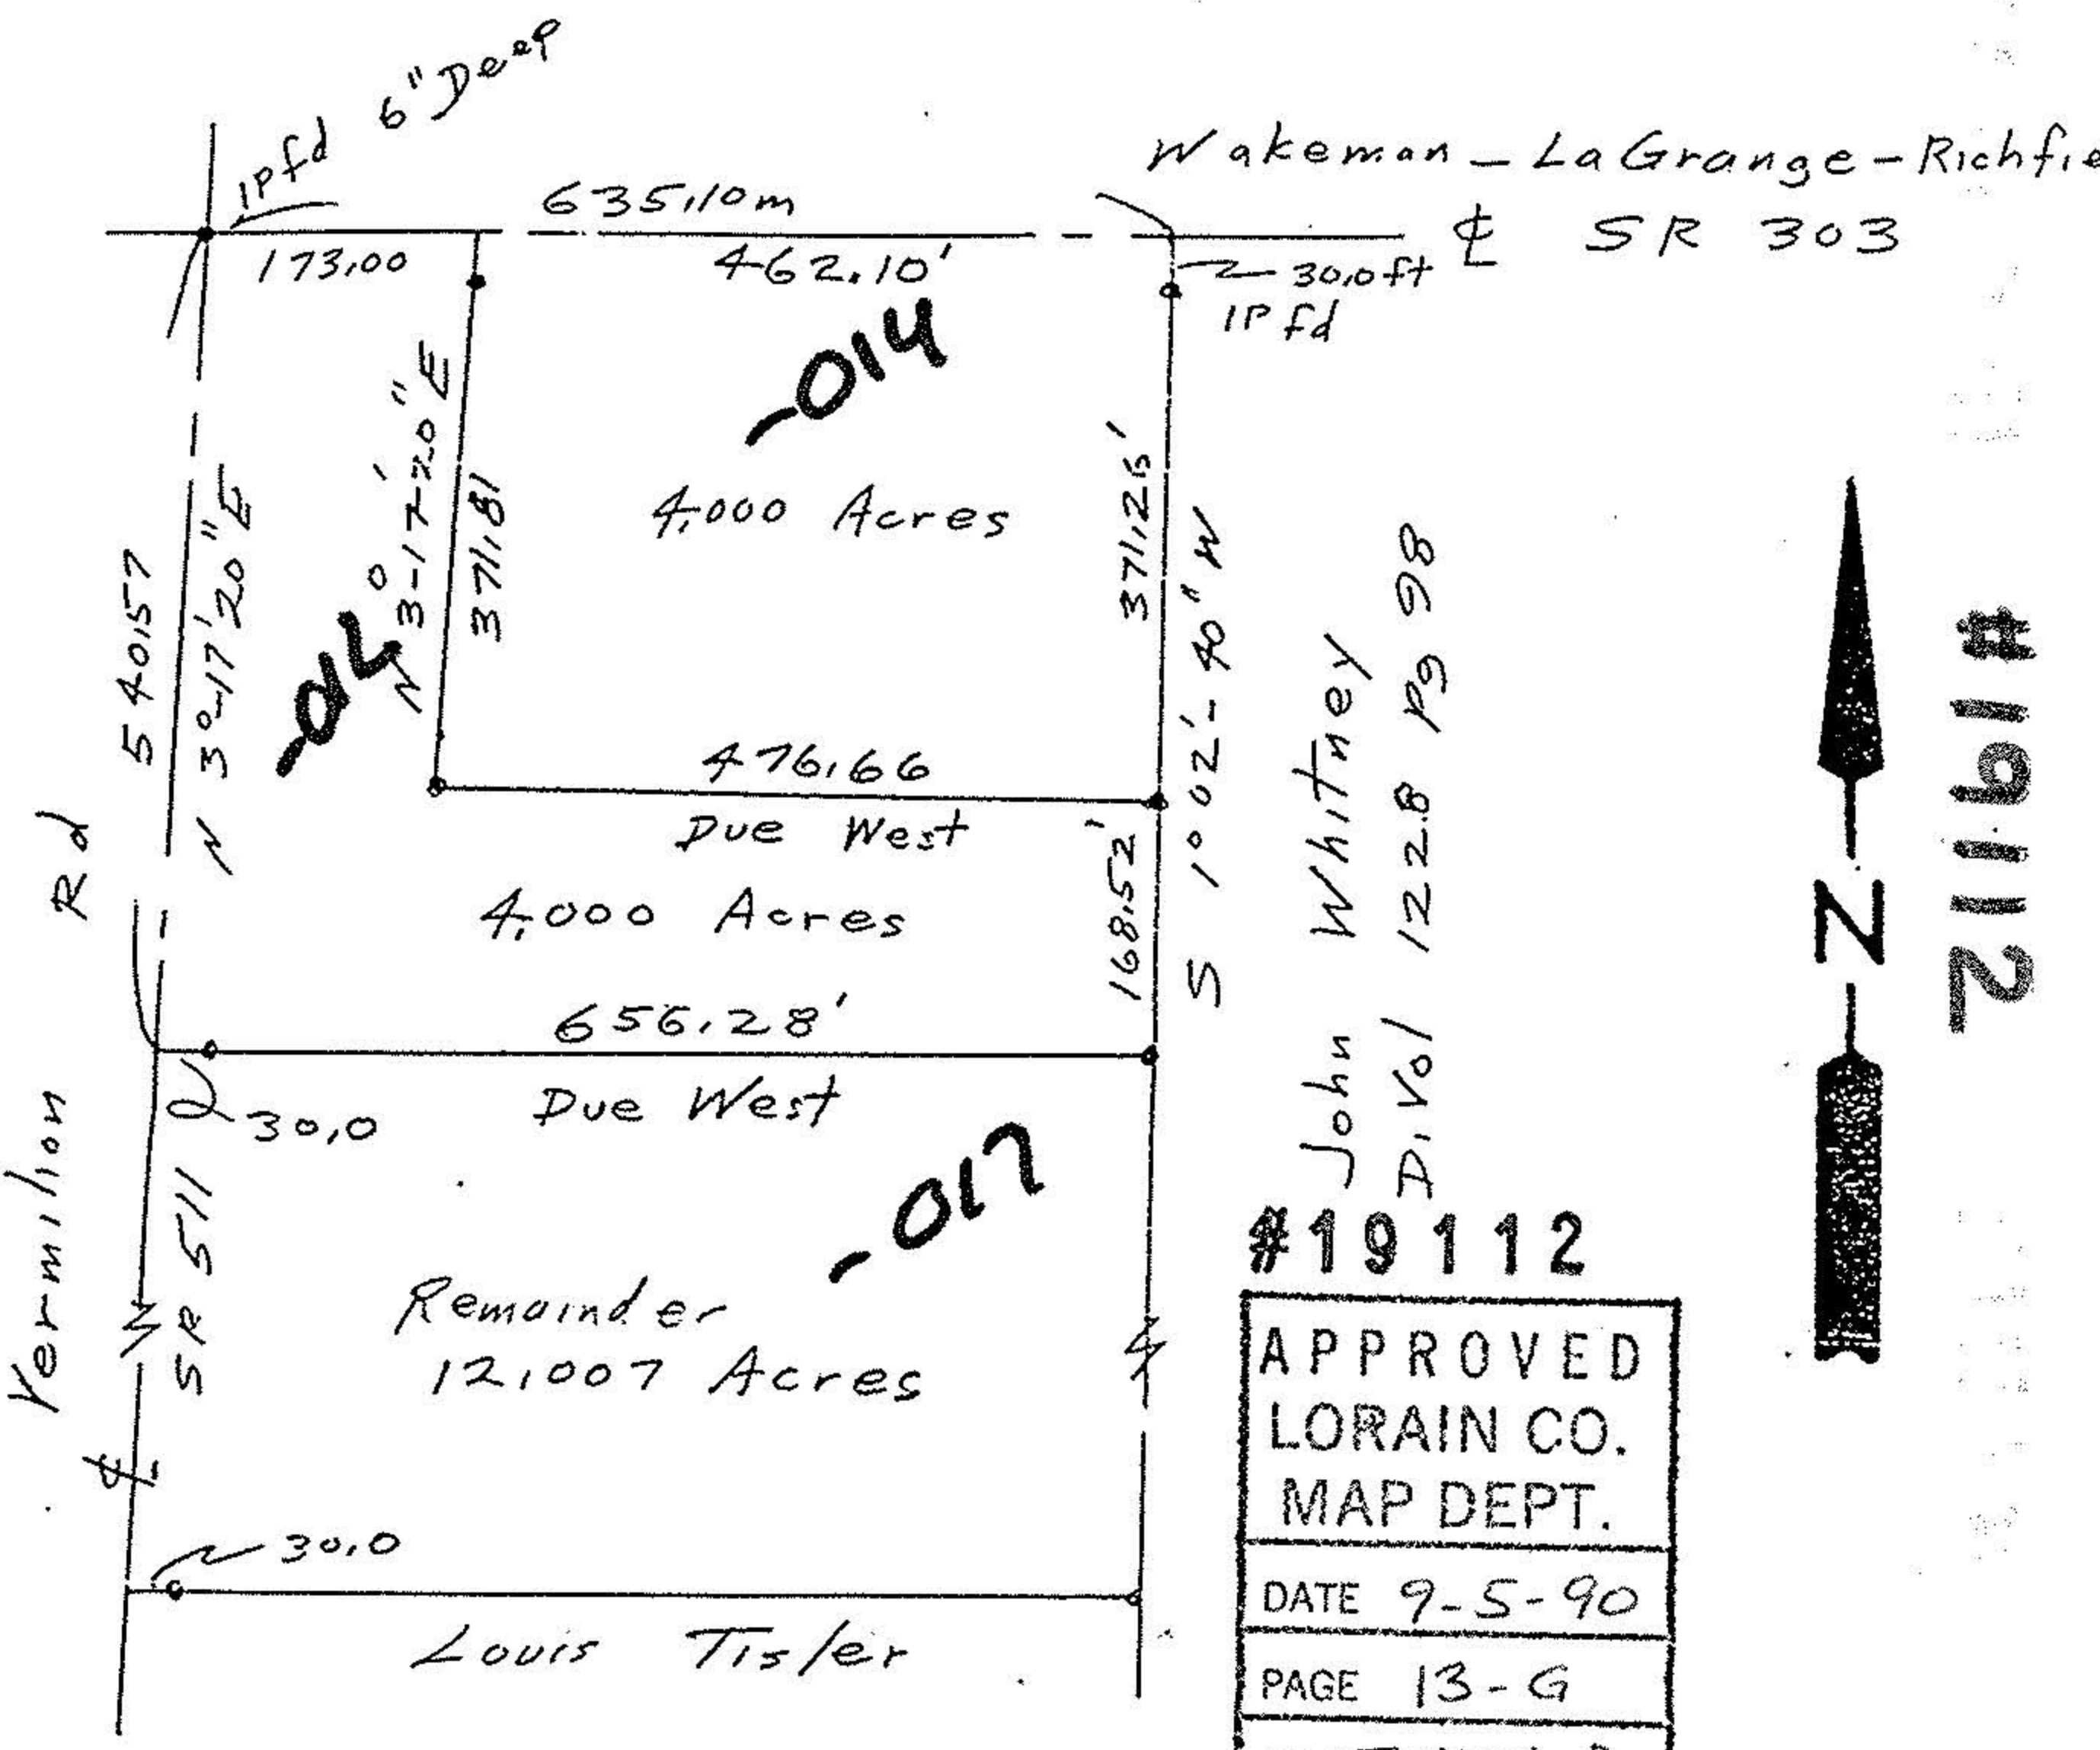 IPfd 6" Deep
Wakeman - LaGrange - Richfie
635.10m
℄ SR 303
173.00
462.10'
30.0ft
IP fd
-014
4.000 Acres
N 3°-17'-20" E
371.81
371.26'
S 1° 02'- 40" W
540.57
N 3°-17' 20" E
476.66
Due West
168.52'
4.000 Acres
656.28'
Due West
30.0
Vermilion Rd
℄ SR 511
-017
Remainder
12.007 Acres
30.0
Louis Tisler
John Whitney
D.Vol 1228 Pg 98
N
#19112
#19112
APPROVED
LORAIN CO.
MAP DEPT.
DATE 9-5-90
PAGE 13-G